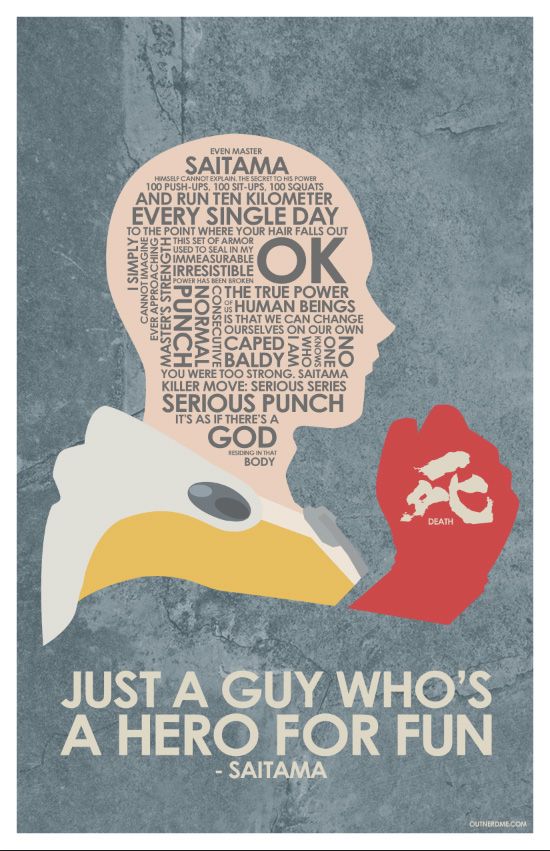 EVEN MASTER
SAITAMA
HIMSELF CANNOT EXPLAIN. THE SECRET TO HIS POWER
100 PUSH-UPS, 100 SIT-UPS, 100 SQUATS
AND RUN TEN KILOMETER
EVERY SINGLE DAY
TO THE POINT WHERE YOUR HAIR FALLS OUT
I SIMPLY
CANNOT IMAGINE
EVER APPROACHING
MASTER'S STRENGTH
THIS SET OF ARMOR
USED TO SEAL IN MY
IMMEASURABLE
IRRESISTIBLE
POWER HAS BEEN BROKEN
OK
CONSECUTIVE
NORMAL
PUNCH
THE TRUE POWER
OF US HUMAN BEINGS
IS THAT WE CAN CHANGE
OURSELVES ON OUR OWN
CAPED
BALDY
NO
ONE
KNOWS
WHO
I AM
YOU WERE TOO STRONG. SAITAMA
KILLER MOVE: SERIOUS SERIES
SERIOUS PUNCH
IT'S AS IF THERE'S A
GOD
RESIDING IN THAT
BODY
死
DEATH
JUST A GUY WHO'S
A HERO FOR FUN
- SAITAMA
OUTNERDME.COM